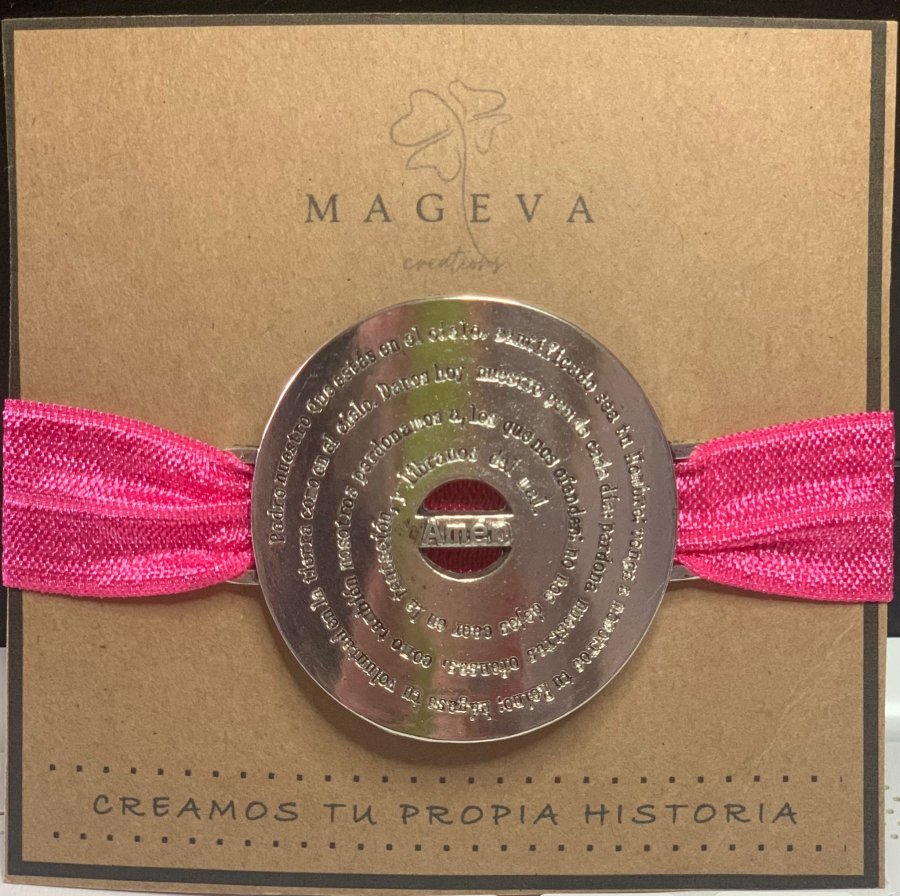 MAGEVA
creations
Padre nuestro Que estás en el cielo. Santificado sea tu Nombre; venga a nosotros tu Reino; hágase tu voluntad en la tierra como en el cielo. Danos hoy nuestro pan de cada día; perdona nuestras ofensas, como también nosotros perdonamos a los que nos ofenden; no nos dejes caer en la tentación, y líbranos del mal.
Amén
CREAMOS TU PROPIA HISTORIA